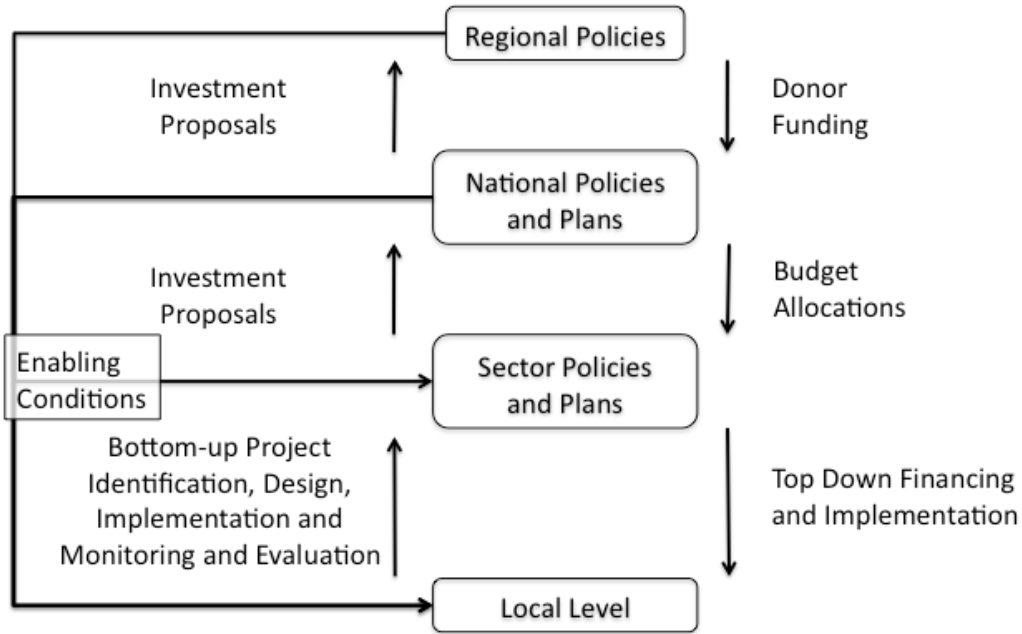 Regional Policies
Investment
Proposals
Donor
Funding
National Policies
and Plans
Investment
Proposals
Budget
Allocations
Enabling
Conditions
Sector Policies
and Plans
Bottom-up Project
Identification, Design,
Implementation and
Monitoring and Evaluation
Top Down Financing
and Implementation
Local Level